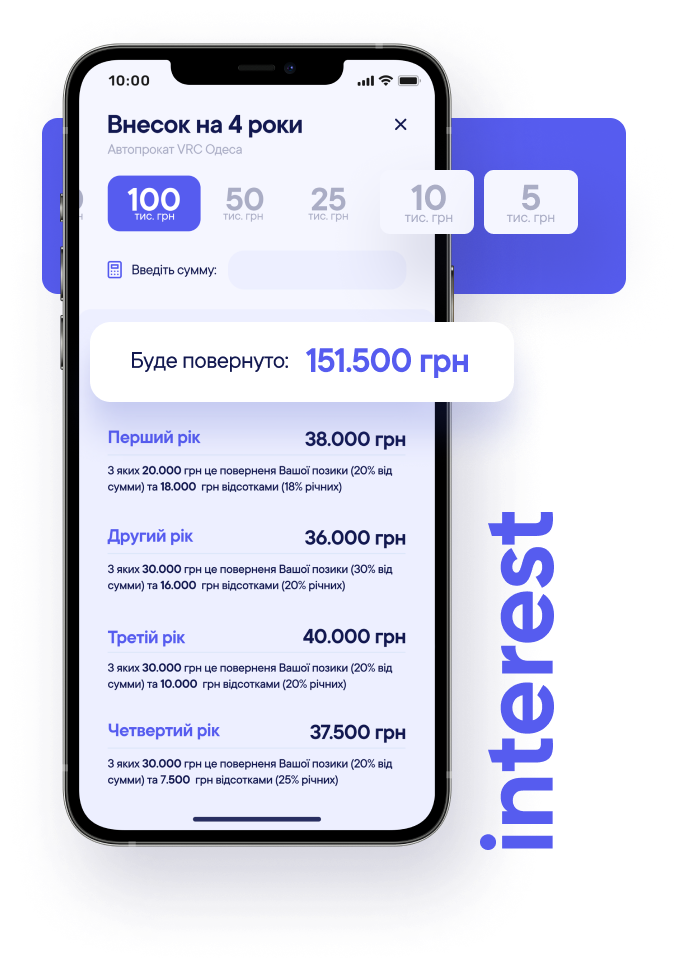 10:00
Внесок на 4 роки
Автопрокат VRC Одеса
100
тис. грн
50
тис. грн
25
тис. грн
10
тис. грн
5
тис. грн
Введіть сумму:
Буде повернуто: 151.500 грн
Перший рік 38.000 грн
З яких 20.000 грн це поверненя Вашої позики (20% від
сумми) та 18.000 грн відсотками (18% річних)
Другий рік 36.000 грн
З яких 30.000 грн це поверненя Вашої позики (30% від
сумми) та 16.000 грн відсотками (20% річних)
Третій рік 40.000 грн
З яких 30.000 грн це поверненя Вашої позики (20% від
сумми) та 10.000 грн відсотками (20% річних)
Четвертий рік 37.500 грн
З яких 30.000 грн це поверненя Вашої позики (20% від
сумми) та 7.500 грн відсотками (25% річних)
interest